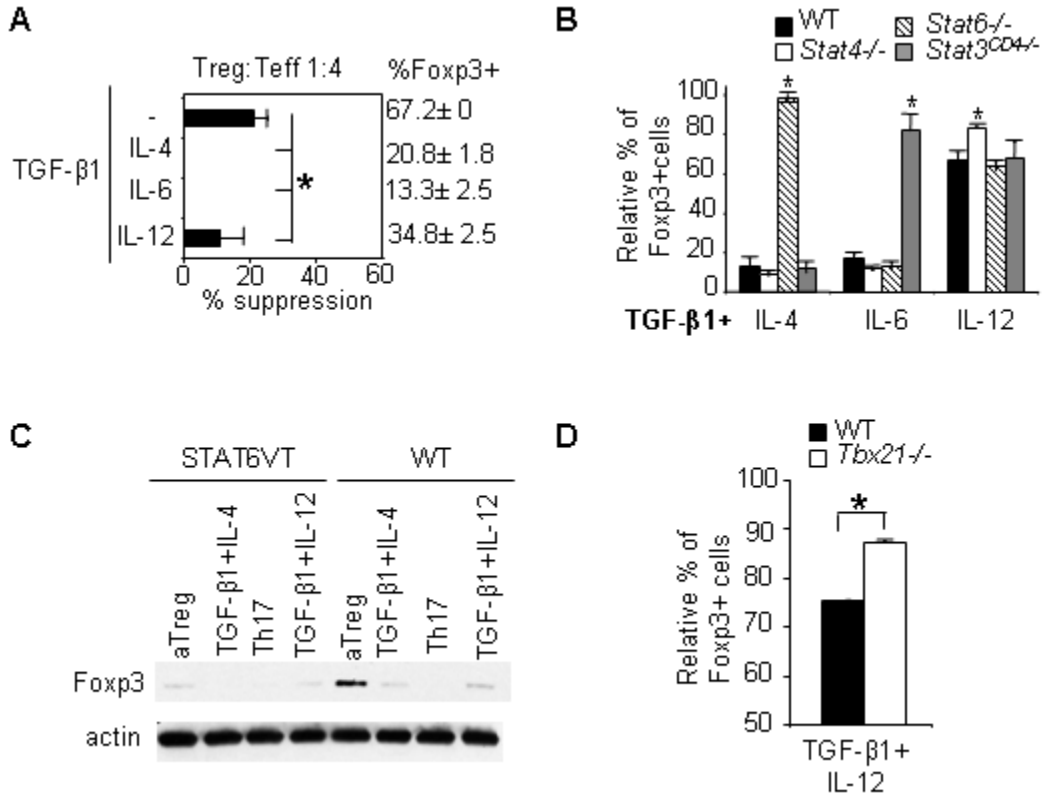 A
Treg: Teff 1:4
%Foxp3+
TGF-β1
-
67.2± 0
IL-4
20.8± 1.8
IL-6
13.3± 2.5
*
IL-12
34.8± 2.5
0 20 40 60
% suppression
B
WT
Stat6-/-
Stat4-/-
Stat3CD4-/-
Relative % of
Foxp3+cells
100
80
60
40
20
0
* * *
TGF-β1+ IL-4 IL-6 IL-12
C
STAT6VT WT
aTreg
TGF-β1+IL-4
Th17
TGF-β1+IL-12
aTreg
TGF-β1+IL-4
Th17
TGF-β1+IL-12
Foxp3
actin
D
WT
Tbx21-/-
Relative % of
Foxp3+ cells
100
90
80
70
60
50
*
TGF-β1+
IL-12